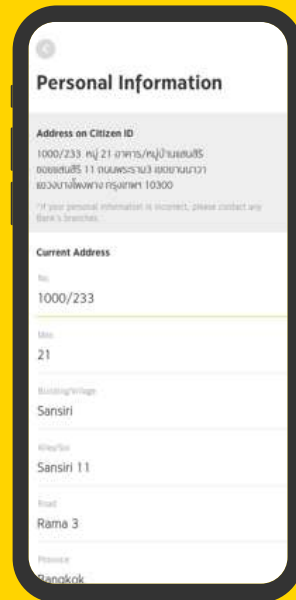 Personal Information
Address on Citizen ID
1000/233 หมู่ 21 อาคาร/หมู่บ้านแสนสิริ
ซอยแสนสิริ 11 ถนนพระราม3 เขตยานนาวา
แขวงบางโพงพาง กรุงเทพฯ 10300
*If your personal information is incorrect, please contact any
Bank's branches.
Current Address
No
1000/233
Moo
21
Building/Village
Sansiri
Alley/Soi
Sansiri 11
Road
Rama 3
Province
Bangkok